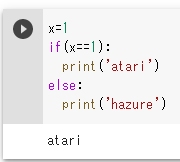 x=1
if(x==1):
  print('atari')
else:
  print('hazure')
atari